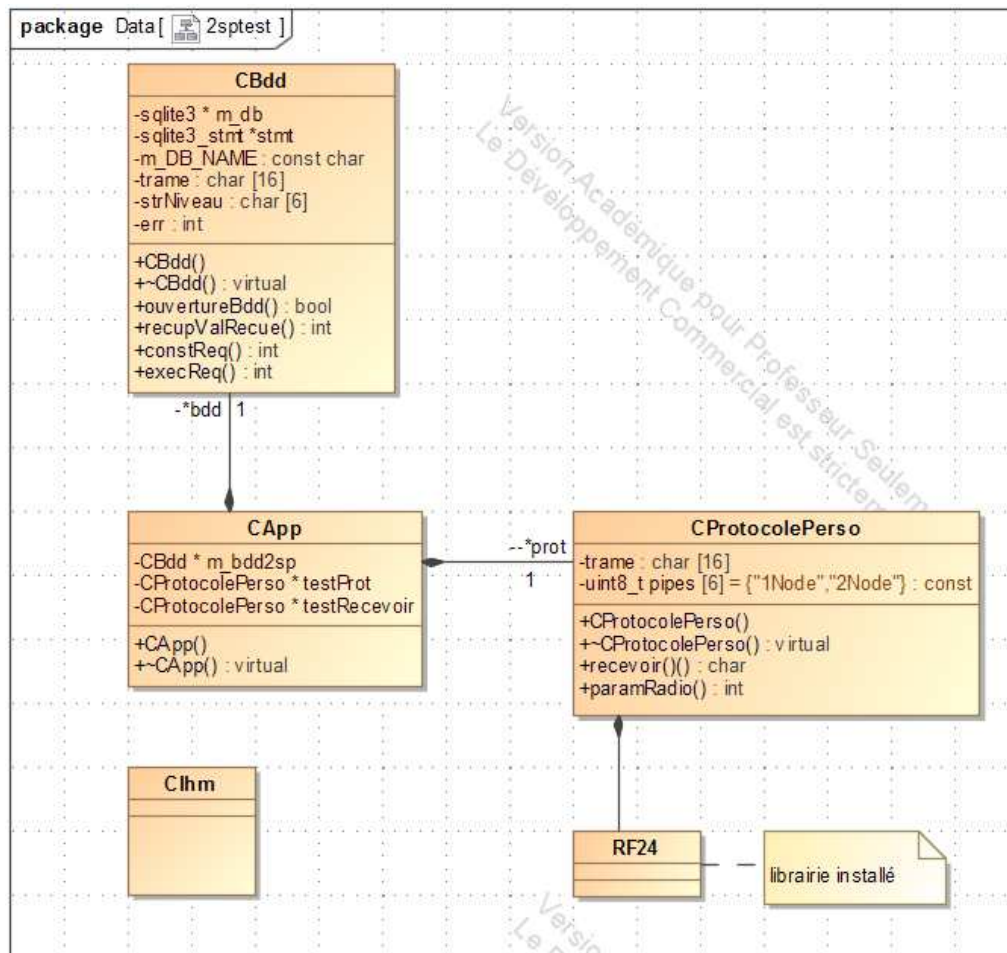 package Data[ 2sptest ]
CBdd
-sqlite3 * m_db
-sqlite3_stmt *stmt
-m_DB_NAME : const char
-trame : char [16]
-strNiveau : char [6]
-err : int
+CBdd()
+~CBdd() : virtual
+ouvertureBdd() : bool
+recupValRecue() : int
+constReq() : int
+execReq() : int
-*bdd 1
Version Académique pour Professeur Seulem
Le Développement Commercial est strictem
CApp
-CBdd * m_bdd2sp
-CProtocolePerso * testProt
-CProtocolePerso * testRecevoir
+CApp()
+~CApp() : virtual
--*prot
1
CProtocolePerso
-trame : char [16]
-uint8_t pipes [6] = {"1Node","2Node"} : const
+CProtocolePerso()
+~CProtocolePerso() : virtual
+recevoir()() : char
+paramRadio() : int
CIhm
RF24
librairie installé
Version